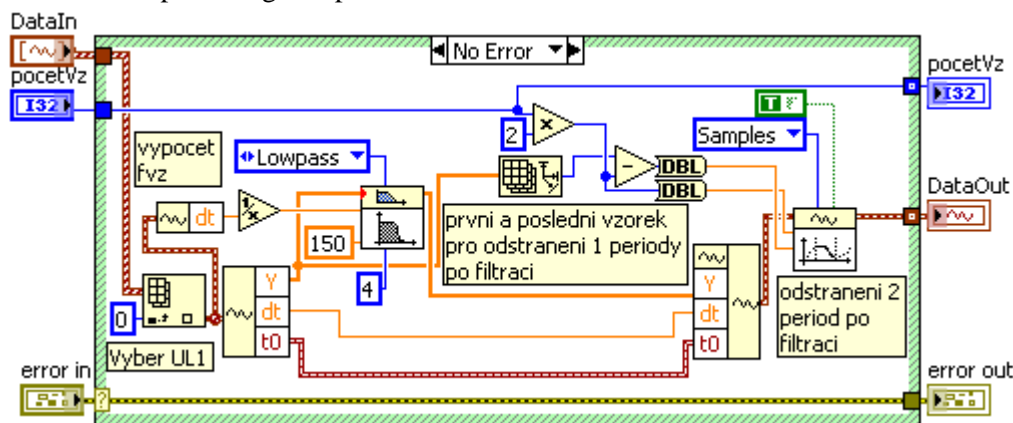 DataIn
pocetVz
I32
No Error
pocetVz
I32
vypocet
fvz
Lowpass
2
x
T
Samples
DBL
DBL
DataOut
dt
1/x
150
4
prvni a posledni vzorek
pro odstraneni 1 periody
po filtraci
Y
dt
t0
Y
dt
t0
0
Vyber UL1
odstraneni 2
period po
filtraci
error in
?
error out